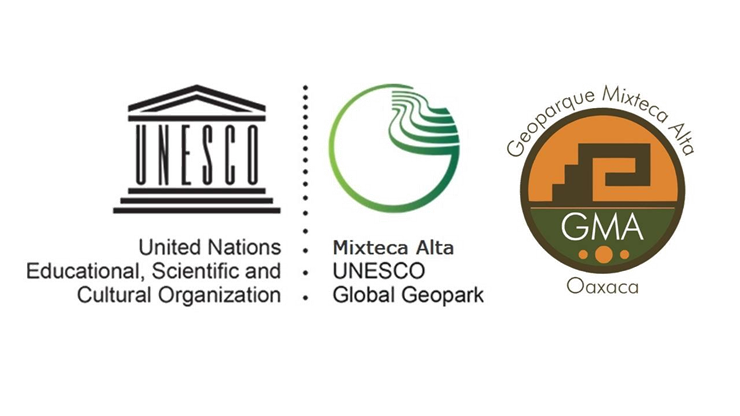 UNESCO
United Nations
Educational, Scientific and
Cultural Organization
Mixteca Alta
UNESCO
Global Geopark
Geoparque Mixteca Alta
GMA
Oaxaca